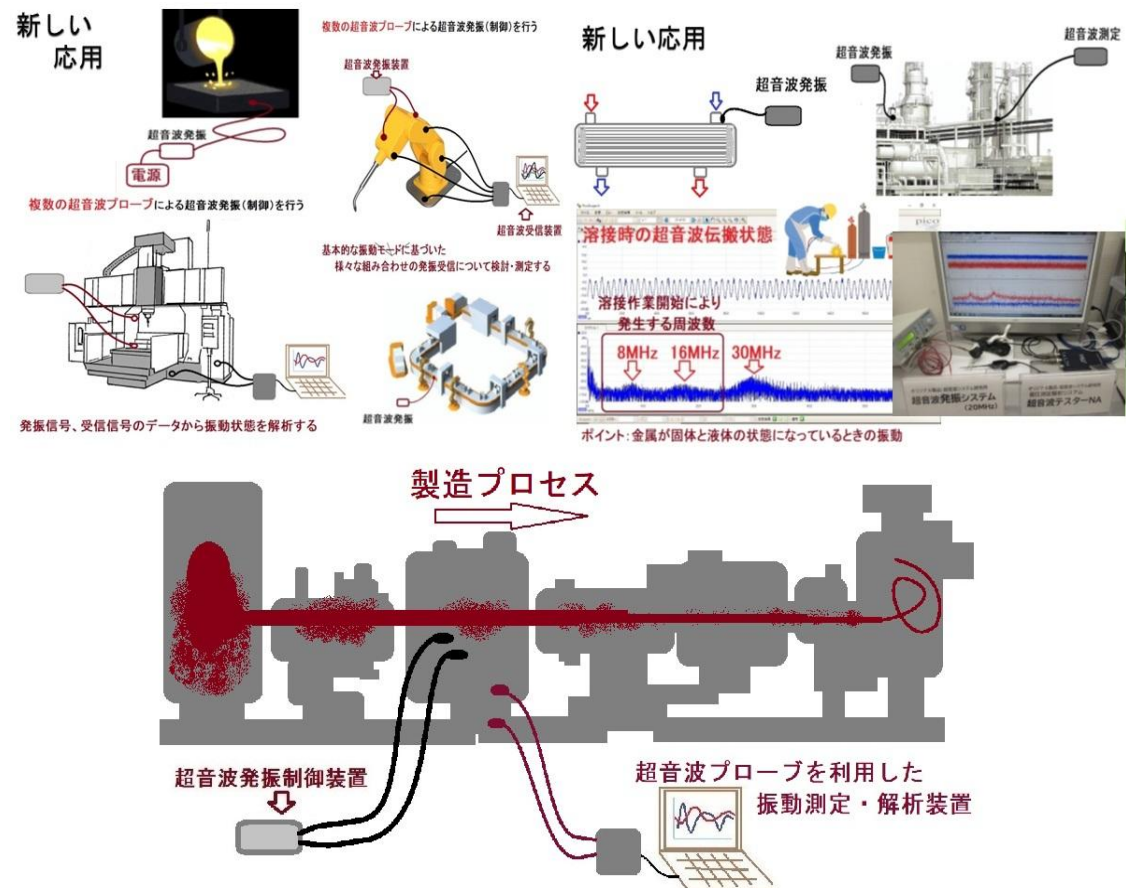 新しい
応用
超音波発振
電源
複数の超音波プローブによる超音波発振(制御)を行う
発振信号、受信信号のデータから振動状態を解析する
複数の超音波プローブによる超音波発振(制御)を行う
超音波発振装置
超音波受信装置
基本的な振動モードに基づいた
様々な組み合わせの発振受信について検討・測定する
超音波発振
新しい応用
超音波発振
超音波発振
超音波測定
溶接時の超音波伝搬状態
溶接作業開始により
発生する周波数
8MHz 16MHz 30MHz
pico
超音波発振システム
(20MHz)
超音波テスターNA
ポイント:金属が固体と液体の状態になっているときの振動
製造プロセス
超音波発振制御装置
超音波プローブを利用した
振動測定・解析装置